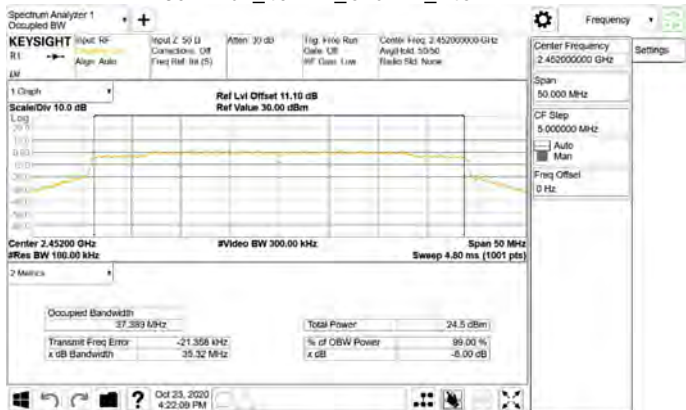 Spectrum Analyzer 1
Occupied BW
+
Frequency
KEYSIGHT
Input: RF
Input Z: 50 Ω
Atten: 30 dB
Trig: Free Run
Center Freq: 2.452000000 GHz
Corrections: Off
Gate: Off
Avg|Hold: 50/50
Align: Auto
Freq Ref: Int (S)
#IF Gain: Low
Radio Std: None
Center Frequency
2.452000000 GHz
Settings
Span
50.000 MHz
CF Step
5.000000 MHz
Auto
Man
Freq Offset
0 Hz
1 Graph
Scale/Div 10.0 dB
Ref Lvl Offset 11.10 dB
Ref Value 30.00 dBm
Log
Center 2.45200 GHz
#Video BW 300.00 kHz
Span 50 MHz
#Res BW 100.00 kHz
Sweep 4.80 ms (1001 pts)
2 Metrics
Occupied Bandwidth
37.389 MHz
Total Power
24.5 dBm
Transmit Freq Error
-21.358 kHz
% of OBW Power
99.00 %
x dB Bandwidth
35.32 MHz
x dB
-6.00 dB
?
Oct 23, 2020
4:22:09 PM